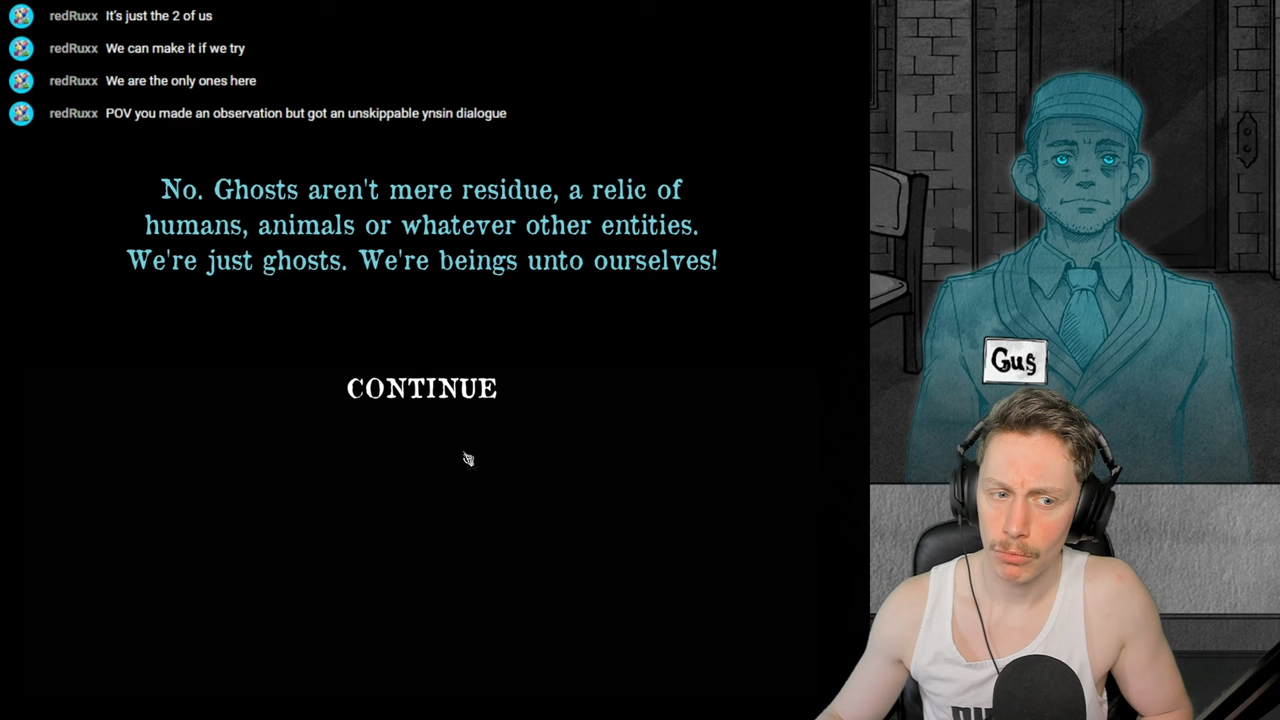 redRuxx It's just the 2 of us
redRuxx We can make it if we try
redRuxx We are the only ones here
redRuxx POV you made an observation but got an unskippable ynsin dialogue
No. Ghosts aren't mere residue, a relic of
humans, animals or whatever other entities.
We're just ghosts. We're beings unto ourselves!
CONTINUE
Gus